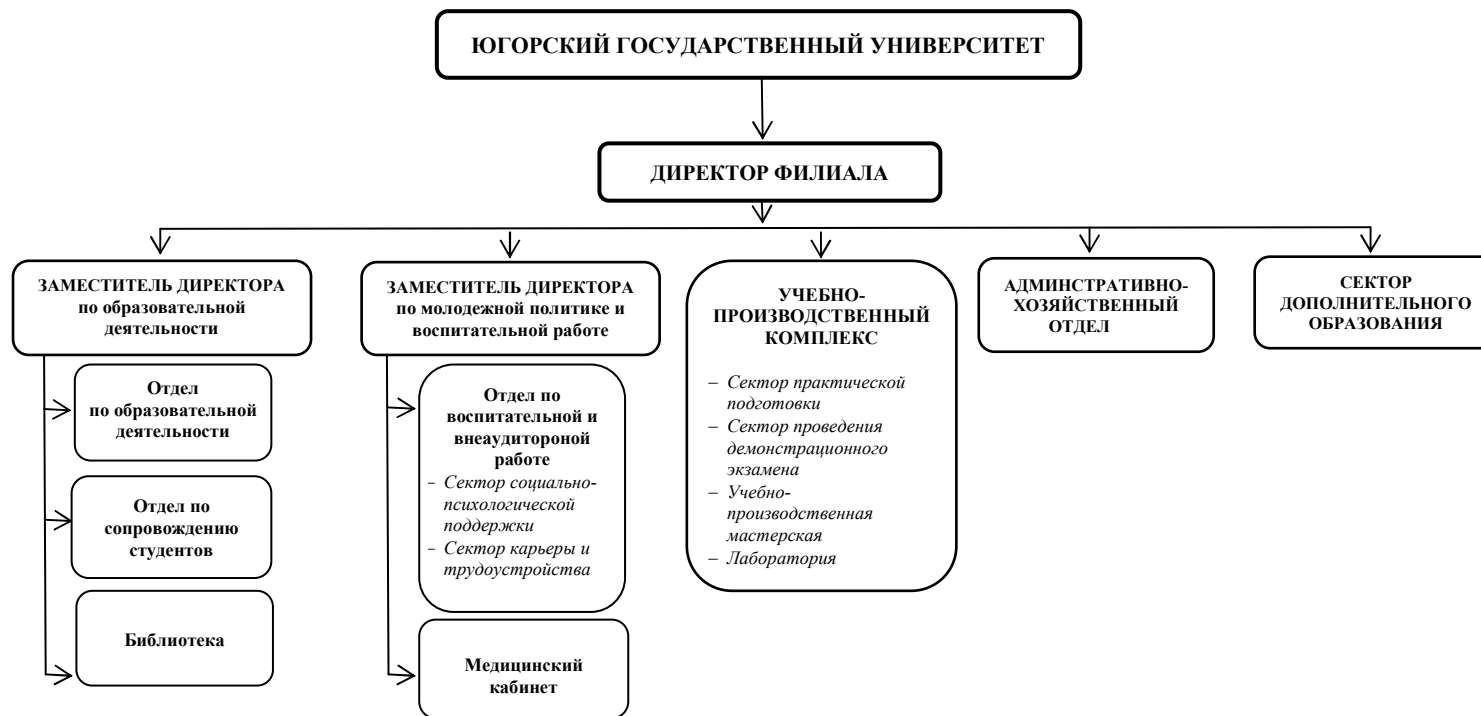 ЮГОРСКИЙ ГОСУДАРСТВЕННЫЙ УНИВЕРСИТЕТ
ДИРЕКТОР ФИЛИАЛА
ЗАМЕСТИТЕЛЬ ДИРЕКТОРА
по образовательной
деятельности
Отдел
по образовательной
деятельности
Отдел по
сопровождению
студентов
Библиотека
ЗАМЕСТИТЕЛЬ ДИРЕКТОРА
по молодежной политике и
воспитательной работе
Отдел по
воспитательной и
внеаудитороной
работе
– Сектор социально-
психологической
поддержки
– Сектор карьеры и
трудоустройства
Медицинский
кабинет
УЧЕБНО-
ПРОИЗВОДСТВЕННЫЙ
КОМПЛЕКС
– Сектор практической
подготовки
– Сектор проведения
демонстрационного
экзамена
– Учебно-
производственная
мастерская
– Лаборатория
АДМИНСТРАТИВНО-
ХОЗЯЙСТВЕННЫЙ
ОТДЕЛ
СЕКТОР
ДОПОЛНИТЕЛЬНОГО
ОБРАЗОВАНИЯ